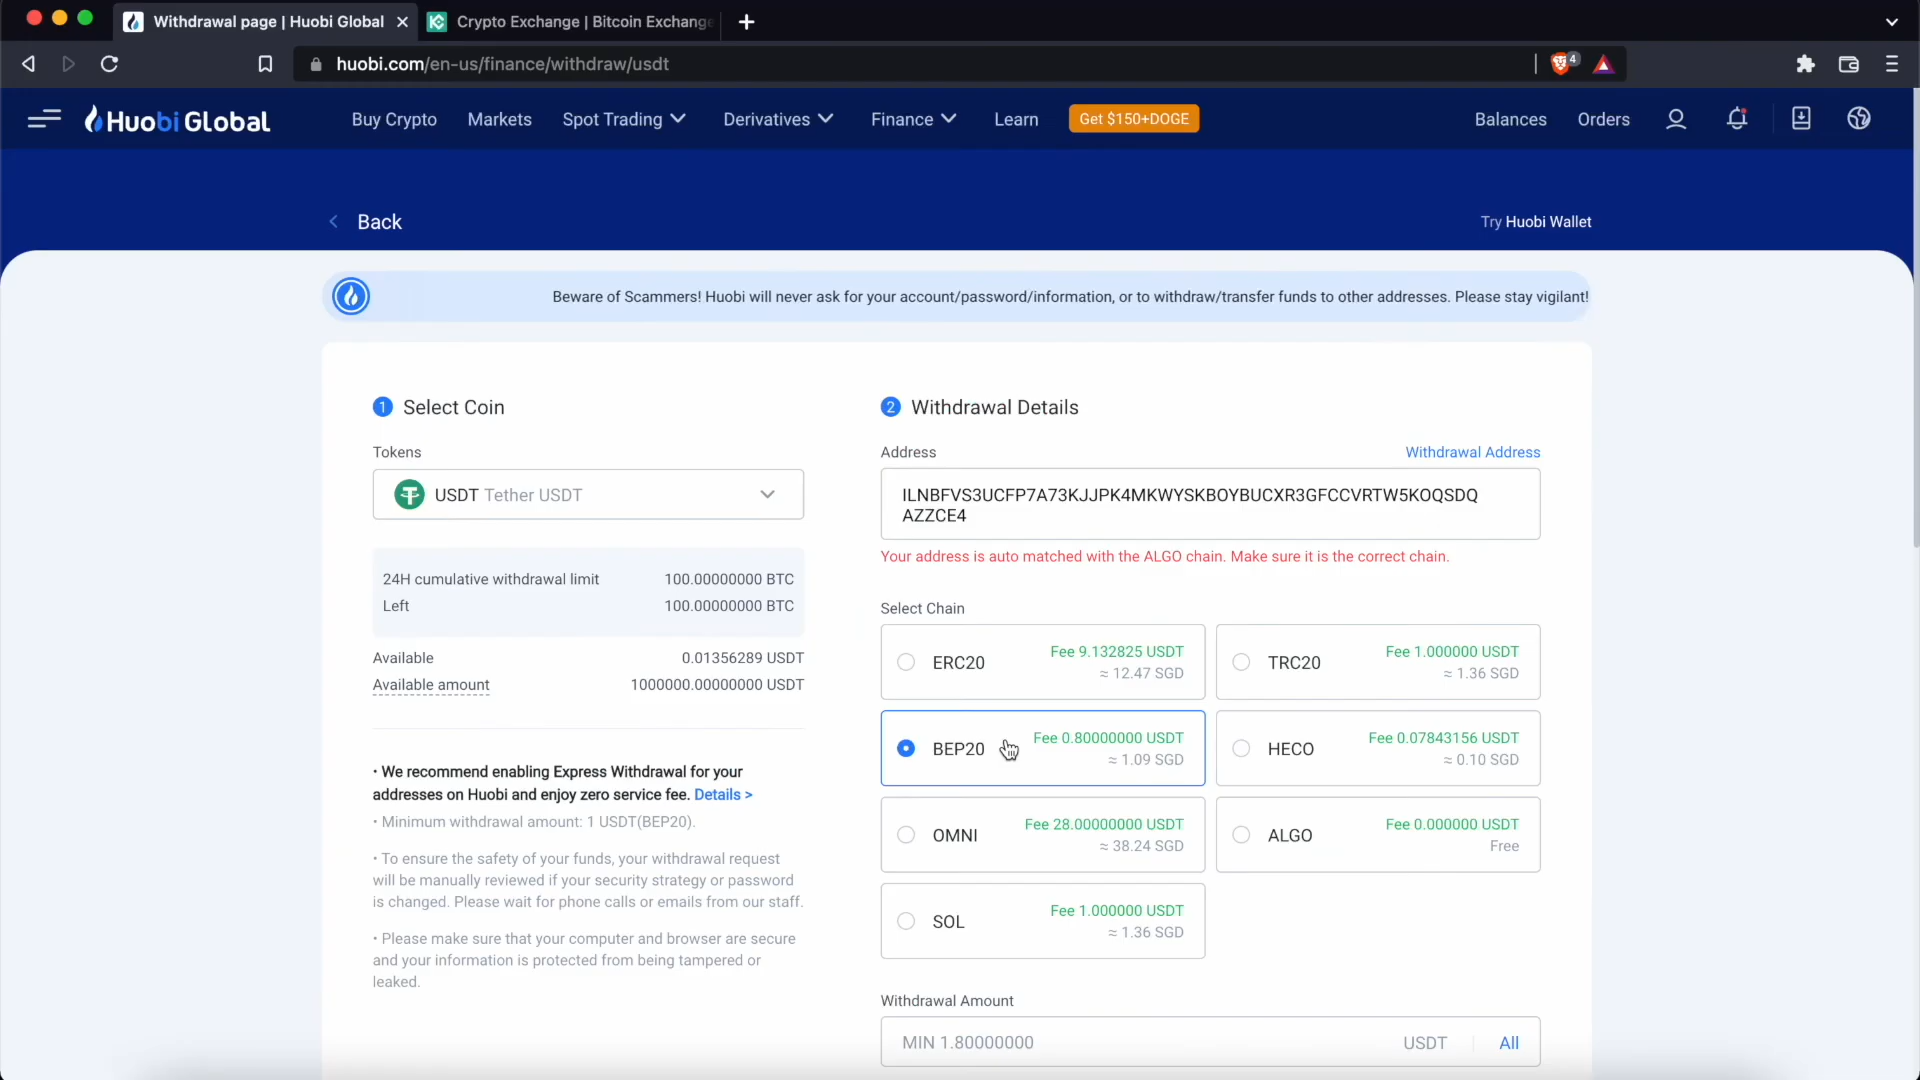 Withdrawal page | Huobi Global
Crypto Exchange | Bitcoin Exchange
huobi.com/en-us/finance/withdraw/usdt
4
Huobi Global
Buy Crypto
Markets
Spot Trading
Derivatives
Finance
Learn
Get $150+DOGE
Balances
Orders
Back
Try Huobi Wallet
Beware of Scammers! Huobi will never ask for your account/password/information, or to withdraw/transfer funds to other addresses. Please stay vigilant!
1 Select Coin
Tokens
USDT Tether USDT
24H cumulative withdrawal limit 100.00000000 BTC
Left 100.00000000 BTC
Available 0.01356289 USDT
Available amount 1000000.00000000 USDT
· We recommend enabling Express Withdrawal for your
addresses on Huobi and enjoy zero service fee. Details >
· Minimum withdrawal amount: 1 USDT(BEP20).
· To ensure the safety of your funds, your withdrawal request
will be manually reviewed if your security strategy or password
is changed. Please wait for phone calls or emails from our staff.
· Please make sure that your computer and browser are secure
and your information is protected from being tampered or
leaked.
2 Withdrawal Details
Address
Withdrawal Address
ILNBFVS3UCFP7A73KJJPK4MKWYSKBOYBUCXR3GFCCVRTW5KOQSDQ
AZZCE4
Your address is auto matched with the ALGO chain. Make sure it is the correct chain.
Select Chain
ERC20
Fee 9.132825 USDT
≈ 12.47 SGD
TRC20
Fee 1.000000 USDT
≈ 1.36 SGD
BEP20
Fee 0.80000000 USDT
≈ 1.09 SGD
HECO
Fee 0.07843156 USDT
≈ 0.10 SGD
OMNI
Fee 28.00000000 USDT
≈ 38.24 SGD
ALGO
Fee 0.000000 USDT
Free
SOL
Fee 1.000000 USDT
≈ 1.36 SGD
Withdrawal Amount
MIN 1.80000000
USDT
All